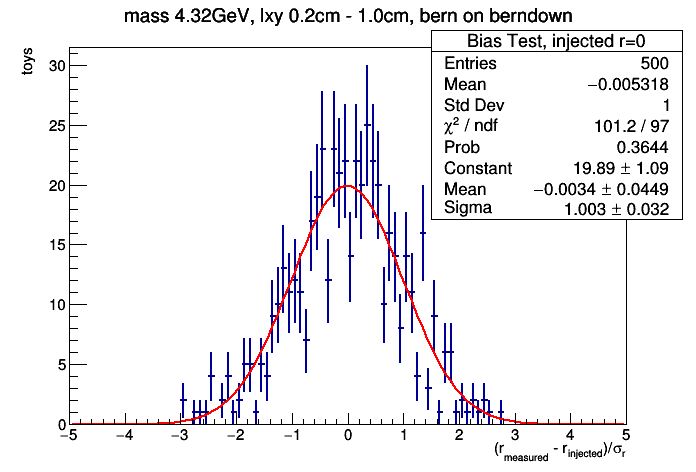 mass 4.32GeV, lxy 0.2cm - 1.0cm, bern on berndown
Bias Test, injected r=0
Entries 500
Mean −0.005318
Std Dev 1
χ² / ndf 101.2 / 97
Prob 0.3644
Constant 19.89 ± 1.09
Mean −0.0034 ± 0.0449
Sigma 1.003 ± 0.032
toys
30
25
20
15
10
5
0
−5 −4 −3 −2 −1 0 1 2 3 4 5
(r_measured - r_injected)/σ_r